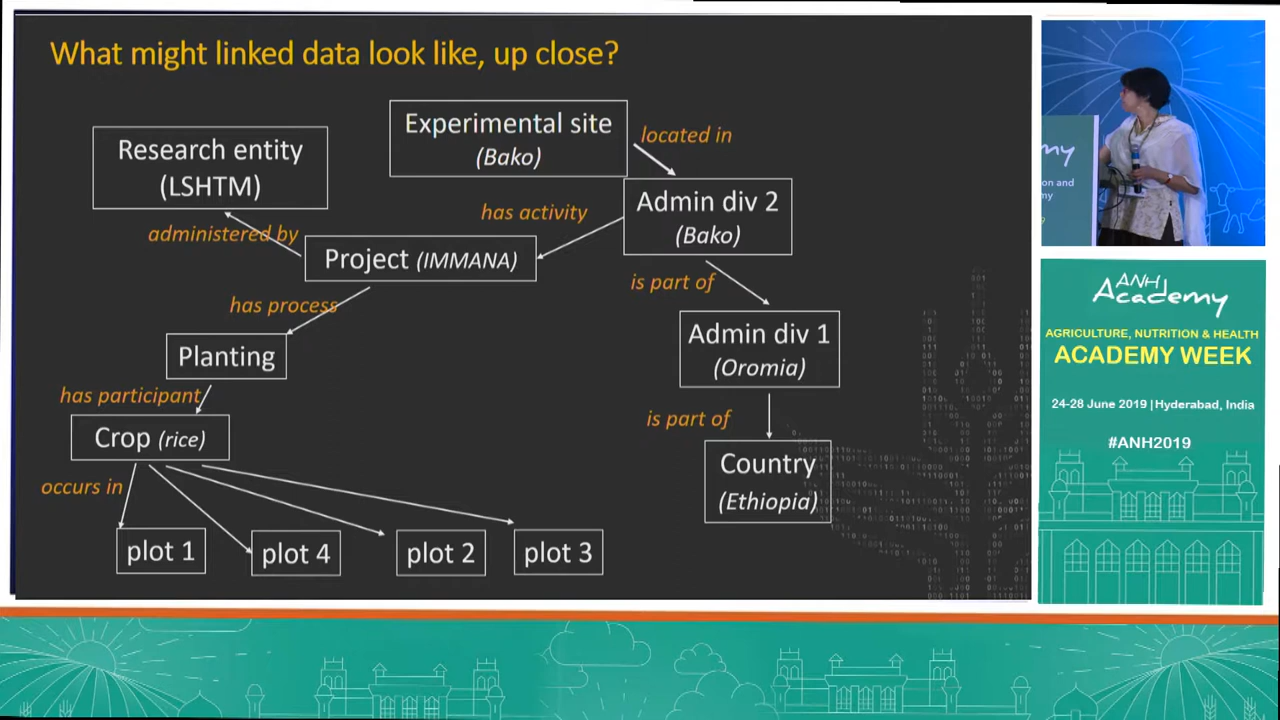 What might linked data look like, up close?
Experimental site
(Bako)
located in
Research entity
(LSHTM)
Admin div 2
(Bako)
has activity
administered by
Project (IMMANA)
is part of
has process
Admin div 1
(Oromia)
Planting
has participant
is part of
Crop (rice)
Country
(Ethiopia)
occurs in
plot 1
plot 4
plot 2
plot 3
ANH
Academy
AGRICULTURE, NUTRITION & HEALTH
ACADEMY WEEK
24-28 June 2019 | Hyderabad, India
#ANH2019